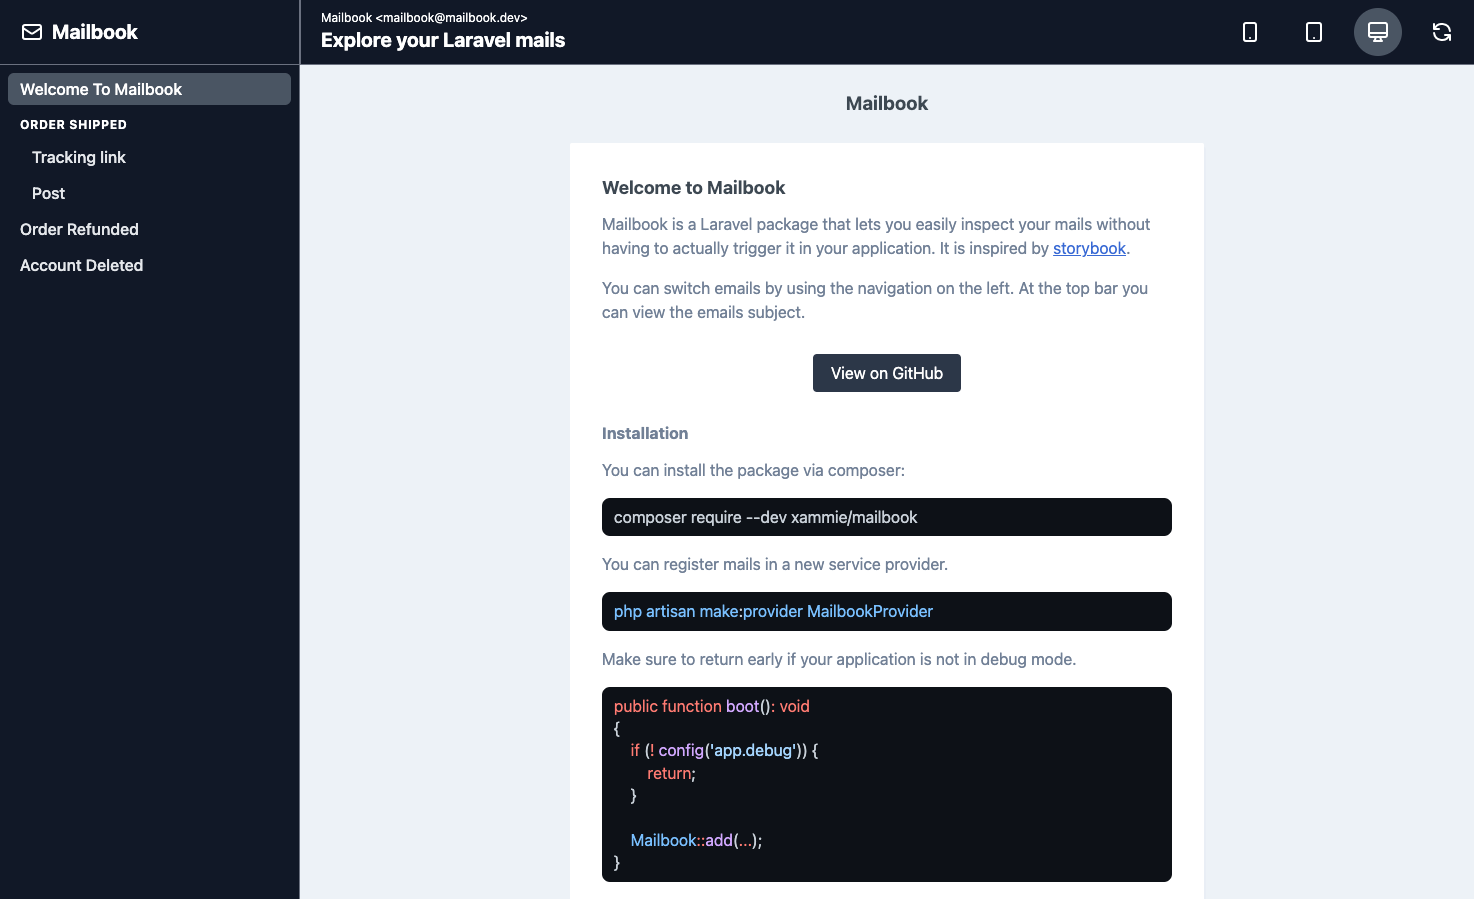 Mailbook
Welcome To Mailbook
ORDER SHIPPED
Tracking link
Post
Order Refunded
Account Deleted
Mailbook <mailbook@mailbook.dev>
Explore your Laravel mails
Mailbook
Welcome to Mailbook
Mailbook is a Laravel package that lets you easily inspect your mails without
having to actually trigger it in your application. It is inspired by storybook.
You can switch emails by using the navigation on the left. At the top bar you
can view the emails subject.
View on GitHub
Installation
You can install the package via composer:
composer require --dev xammie/mailbook
You can register mails in a new service provider.
php artisan make:provider MailbookProvider
Make sure to return early if your application is not in debug mode.
public function boot(): void
{
    if (! config('app.debug')) {
        return;
    }
    Mailbook::add(...);
}